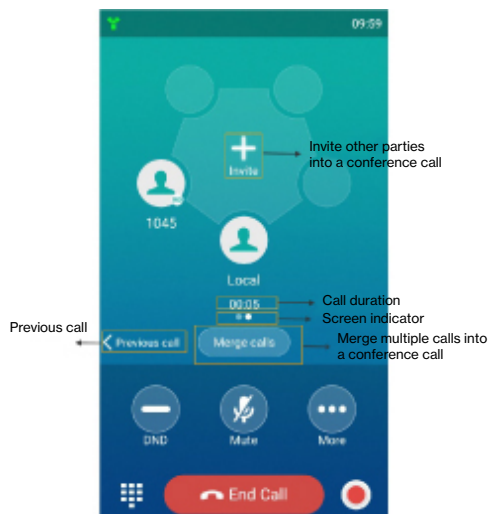 09:59
Invite
Invite other parties
into a conference call
1045
Local
00:05
Call duration
Screen indicator
Previous call
Previous call
Merge calls
Merge multiple calls into
a conference call
DND
Mute
More
End Call